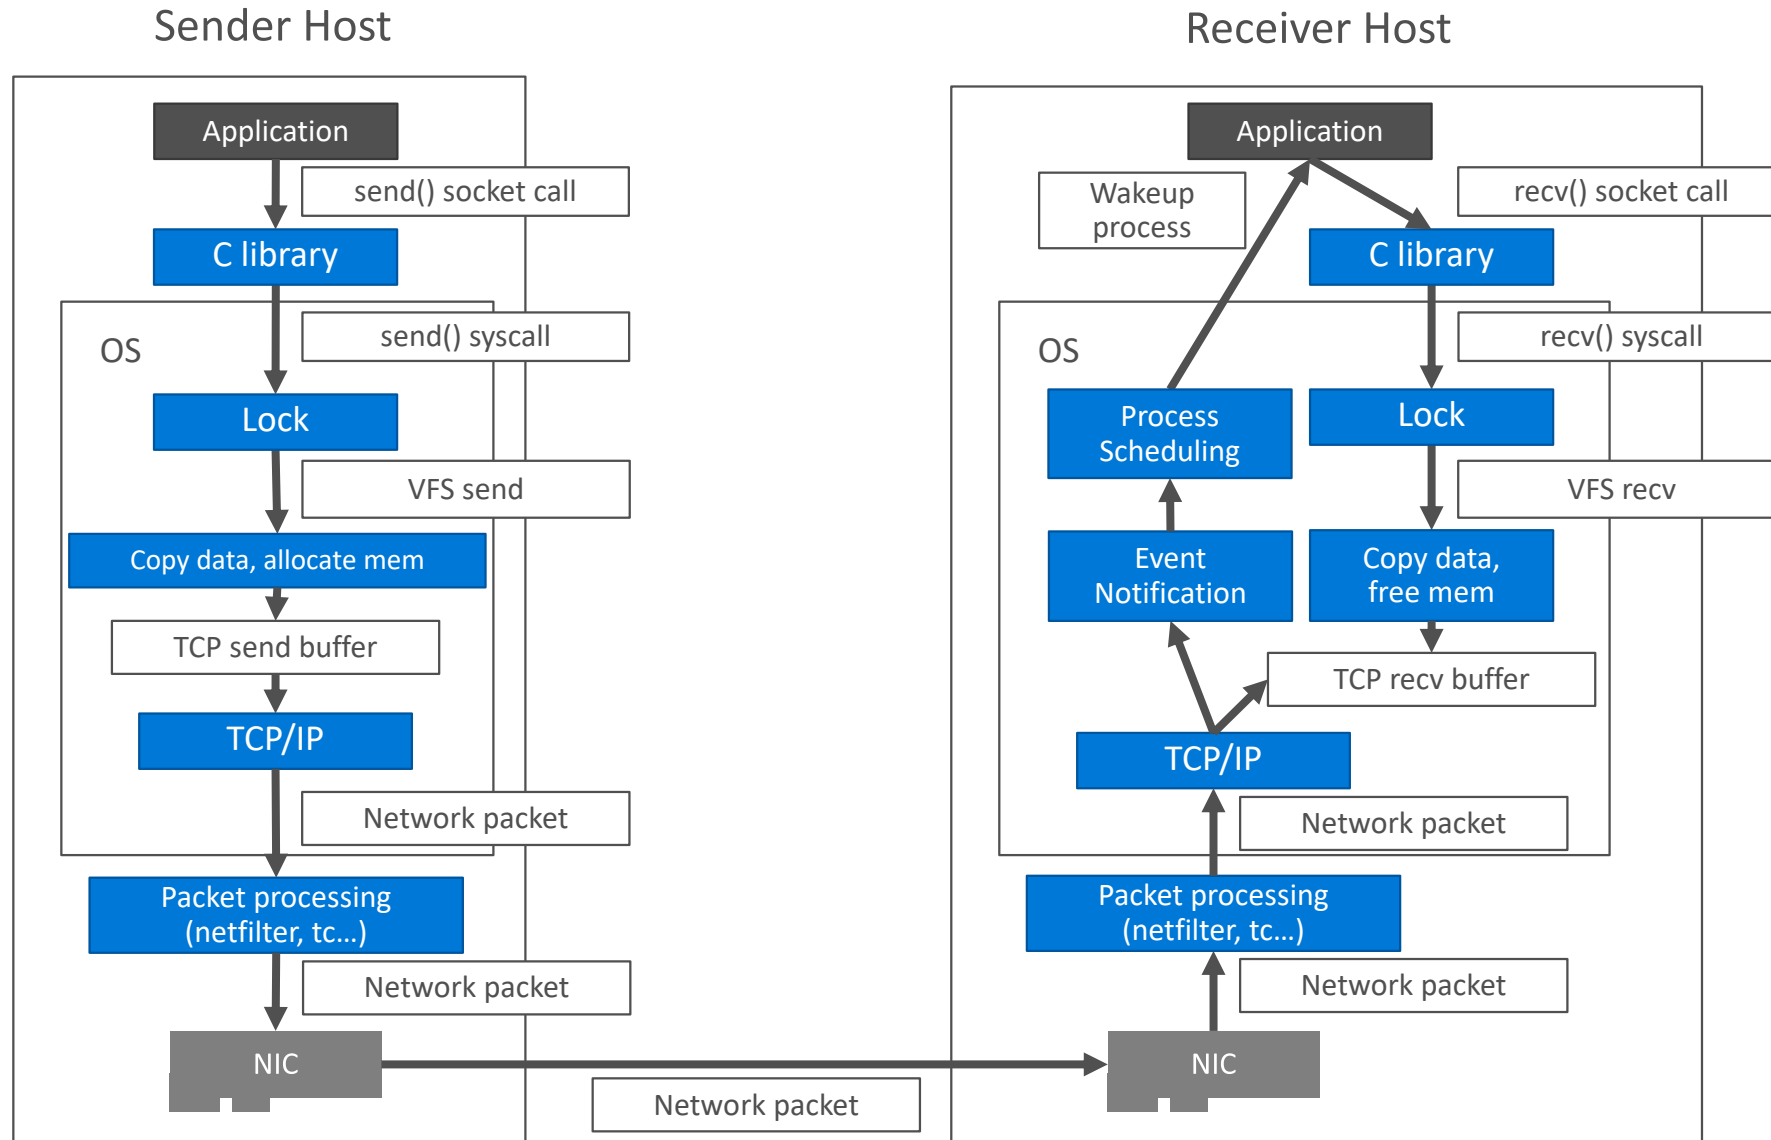 Sender Host
Application
send() socket call
C library
send() syscall
OS
Lock
VFS send
Copy data, allocate mem
TCP send buffer
TCP/IP
Network packet
Packet processing
(netfilter, tc...)
Network packet
NIC
Network packet
Receiver Host
Application
Wakeup
process
recv() socket call
C library
recv() syscall
OS
Process
Scheduling
Lock
VFS recv
Event
Notification
Copy data,
free mem
TCP recv buffer
TCP/IP
Network packet
Packet processing
(netfilter, tc...)
Network packet
NIC